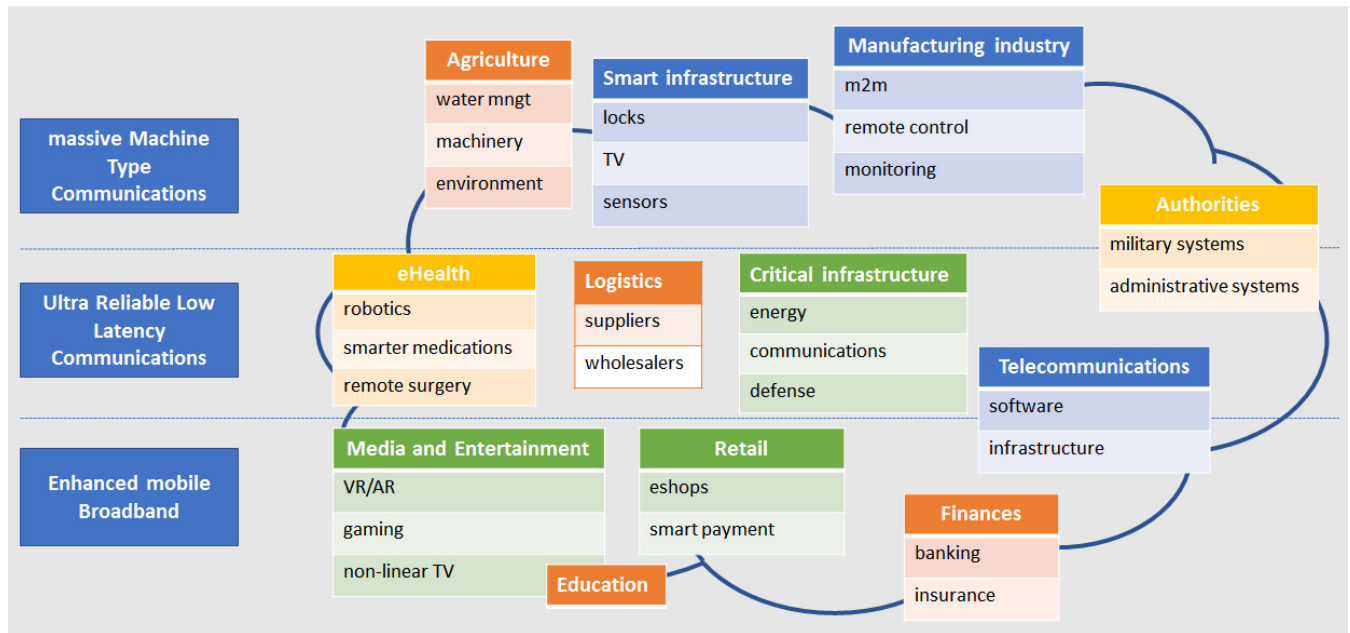 massive Machine
Type
Communications
Agriculture
water mngt
machinery
environment
Smart infrastructure
locks
TV
sensors
Manufacturing industry
m2m
remote control
monitoring
Authorities
military systems
administrative systems
Ultra Reliable Low
Latency
Communications
eHealth
robotics
smarter medications
remote surgery
Logistics
suppliers
wholesalers
Critical infrastructure
energy
communications
defense
Telecommunications
software
infrastructure
Enhanced mobile
Broadband
Media and Entertainment
VR/AR
gaming
non-linear TV
Education
Retail
eshops
smart payment
Finances
banking
insurance